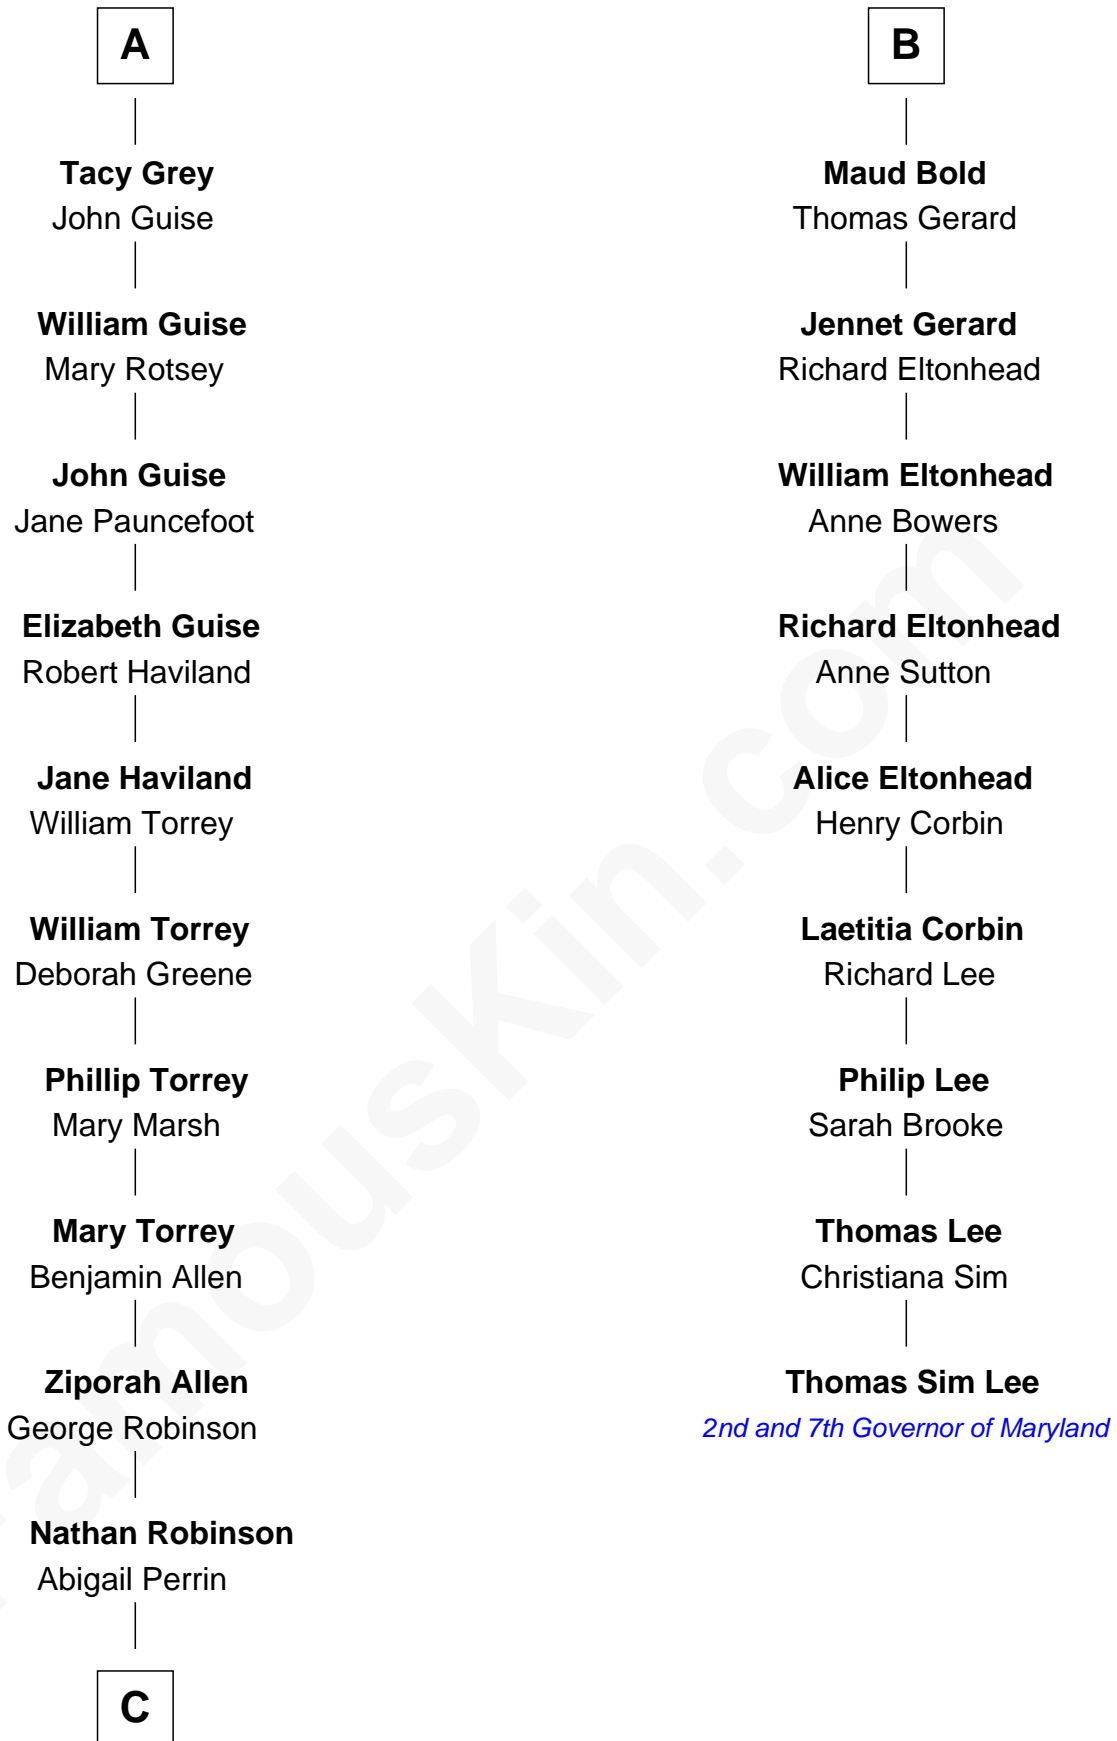 A
Tacy Grey
John Guise
William Guise
Mary Rotsey
John Guise
Jane Pauncefoot
Elizabeth Guise
Robert Haviland
Jane Haviland
William Torrey
William Torrey
Deborah Greene
Phillip Torrey
Mary Marsh
Mary Torrey
Benjamin Allen
Ziporah Allen
George Robinson
Nathan Robinson
Abigail Perrin
C
B
Maud Bold
Thomas Gerard
Jennet Gerard
Richard Eltonhead
William Eltonhead
Anne Bowers
Richard Eltonhead
Anne Sutton
Alice Eltonhead
Henry Corbin
Laetitia Corbin
Richard Lee
Philip Lee
Sarah Brooke
Thomas Lee
Christiana Sim
Thomas Sim Lee
2nd and 7th Governor of Maryland
FamousKin.com